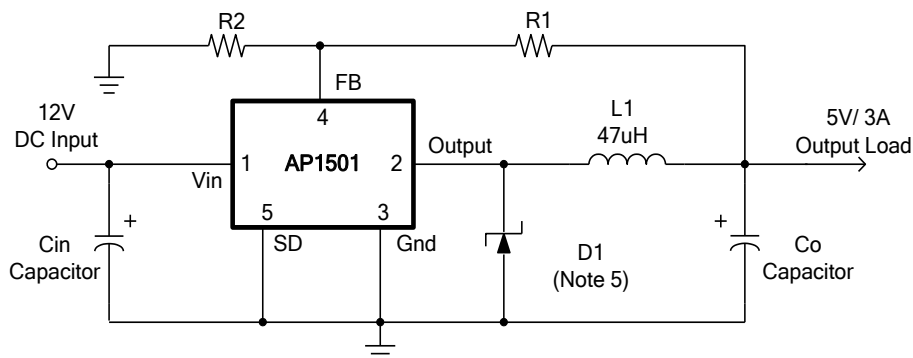 R2
R1
FB
4
12V
DC Input
L1
47uH
5V/ 3A
Output Load
Output
1
AP1501
2
Vin
5
3
SD
Gnd
+
Cin
Capacitor
D1
(Note 5)
+
Co
Capacitor